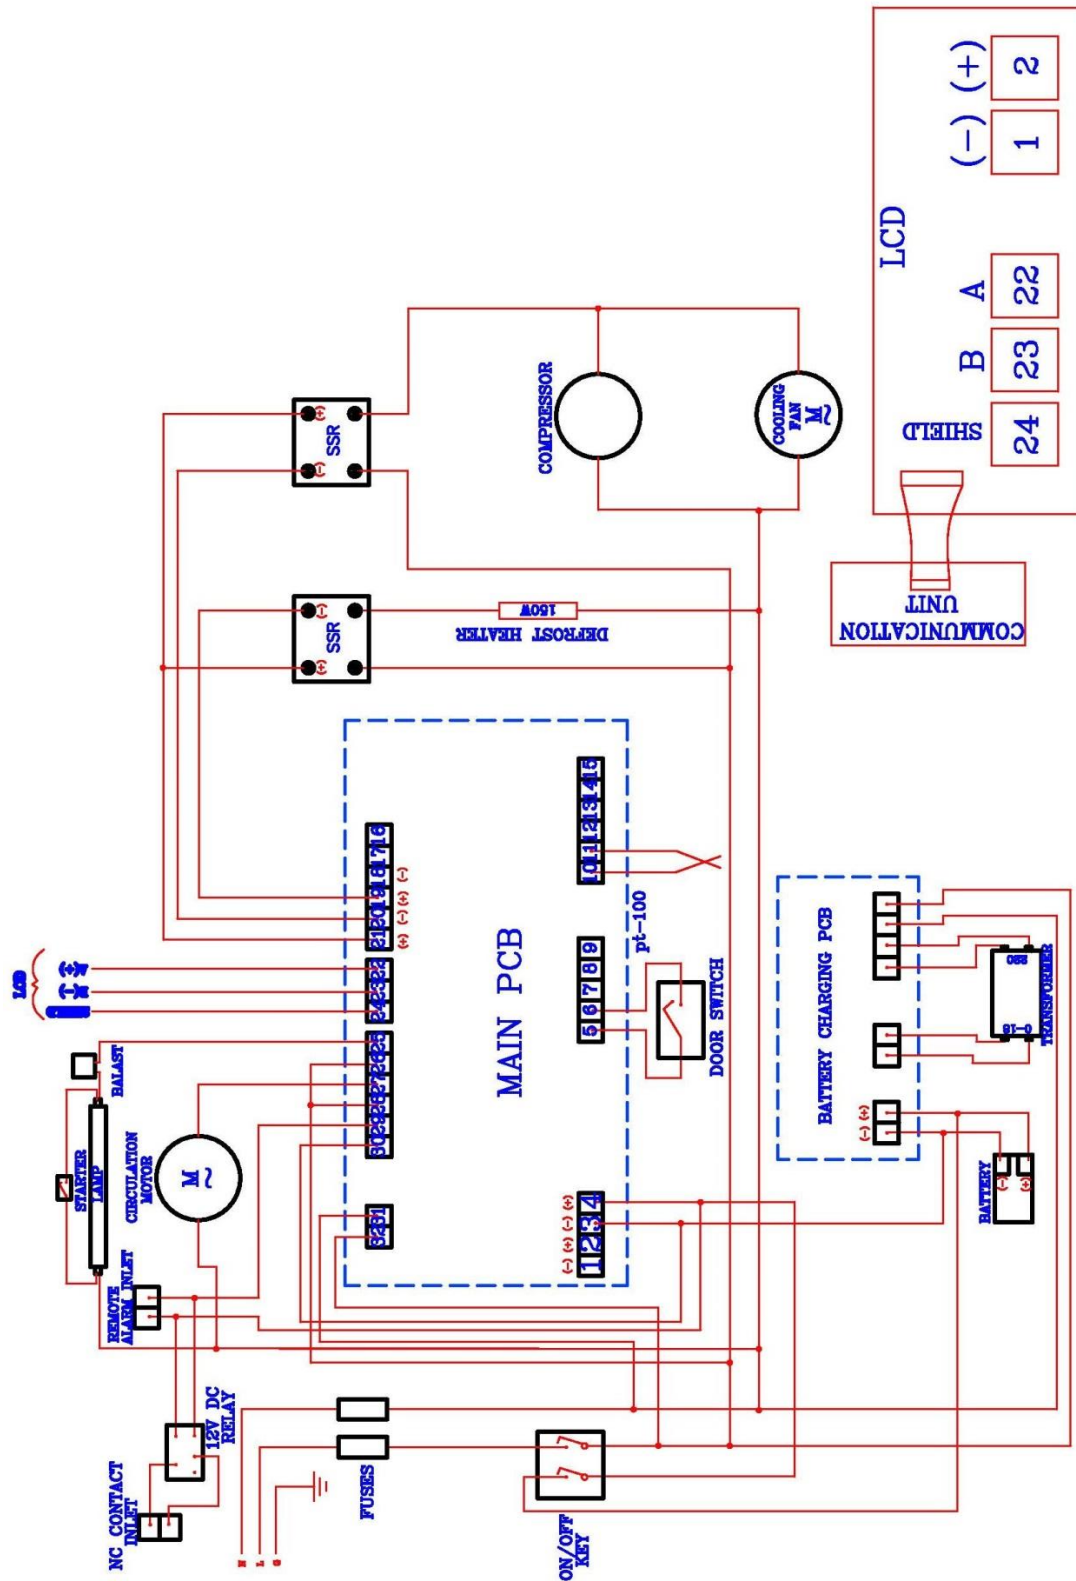 LCD
(-) (+)
1
2
A
B
SHIELD
22
23
24
COMMUNICATION
UNIT
(+)
(-)
SSR
COMPRESSOR
COOLING
FAN
M
~
(-)
(+)
SSR
150W
DEFROST HEATER
MAIN PCB
21 20 19 18 17 16
(+) (-) (+) (-)
24 23 22
LCD
A(+)
B(-)
SHIELD
30 29 28 27 26 25
32 31
10 11 12 13 14 15
pt-100
5 6 7 8 9
DOOR SWITCH
1 2 3 4
(-) (+) (-) (+)
BALAST
STARTER
LAMP
CIRCULATION
MOTOR
M
~
REMOTE
ALARM INLET
12V DC
RELAY
NC CONTACT
INLET
N
L
G
FUSES
ON/OFF
KEY
BATTERY CHARGING PCB
(-) (+)
TRANSFORMER
0-15
BATTERY
(-)
(+)